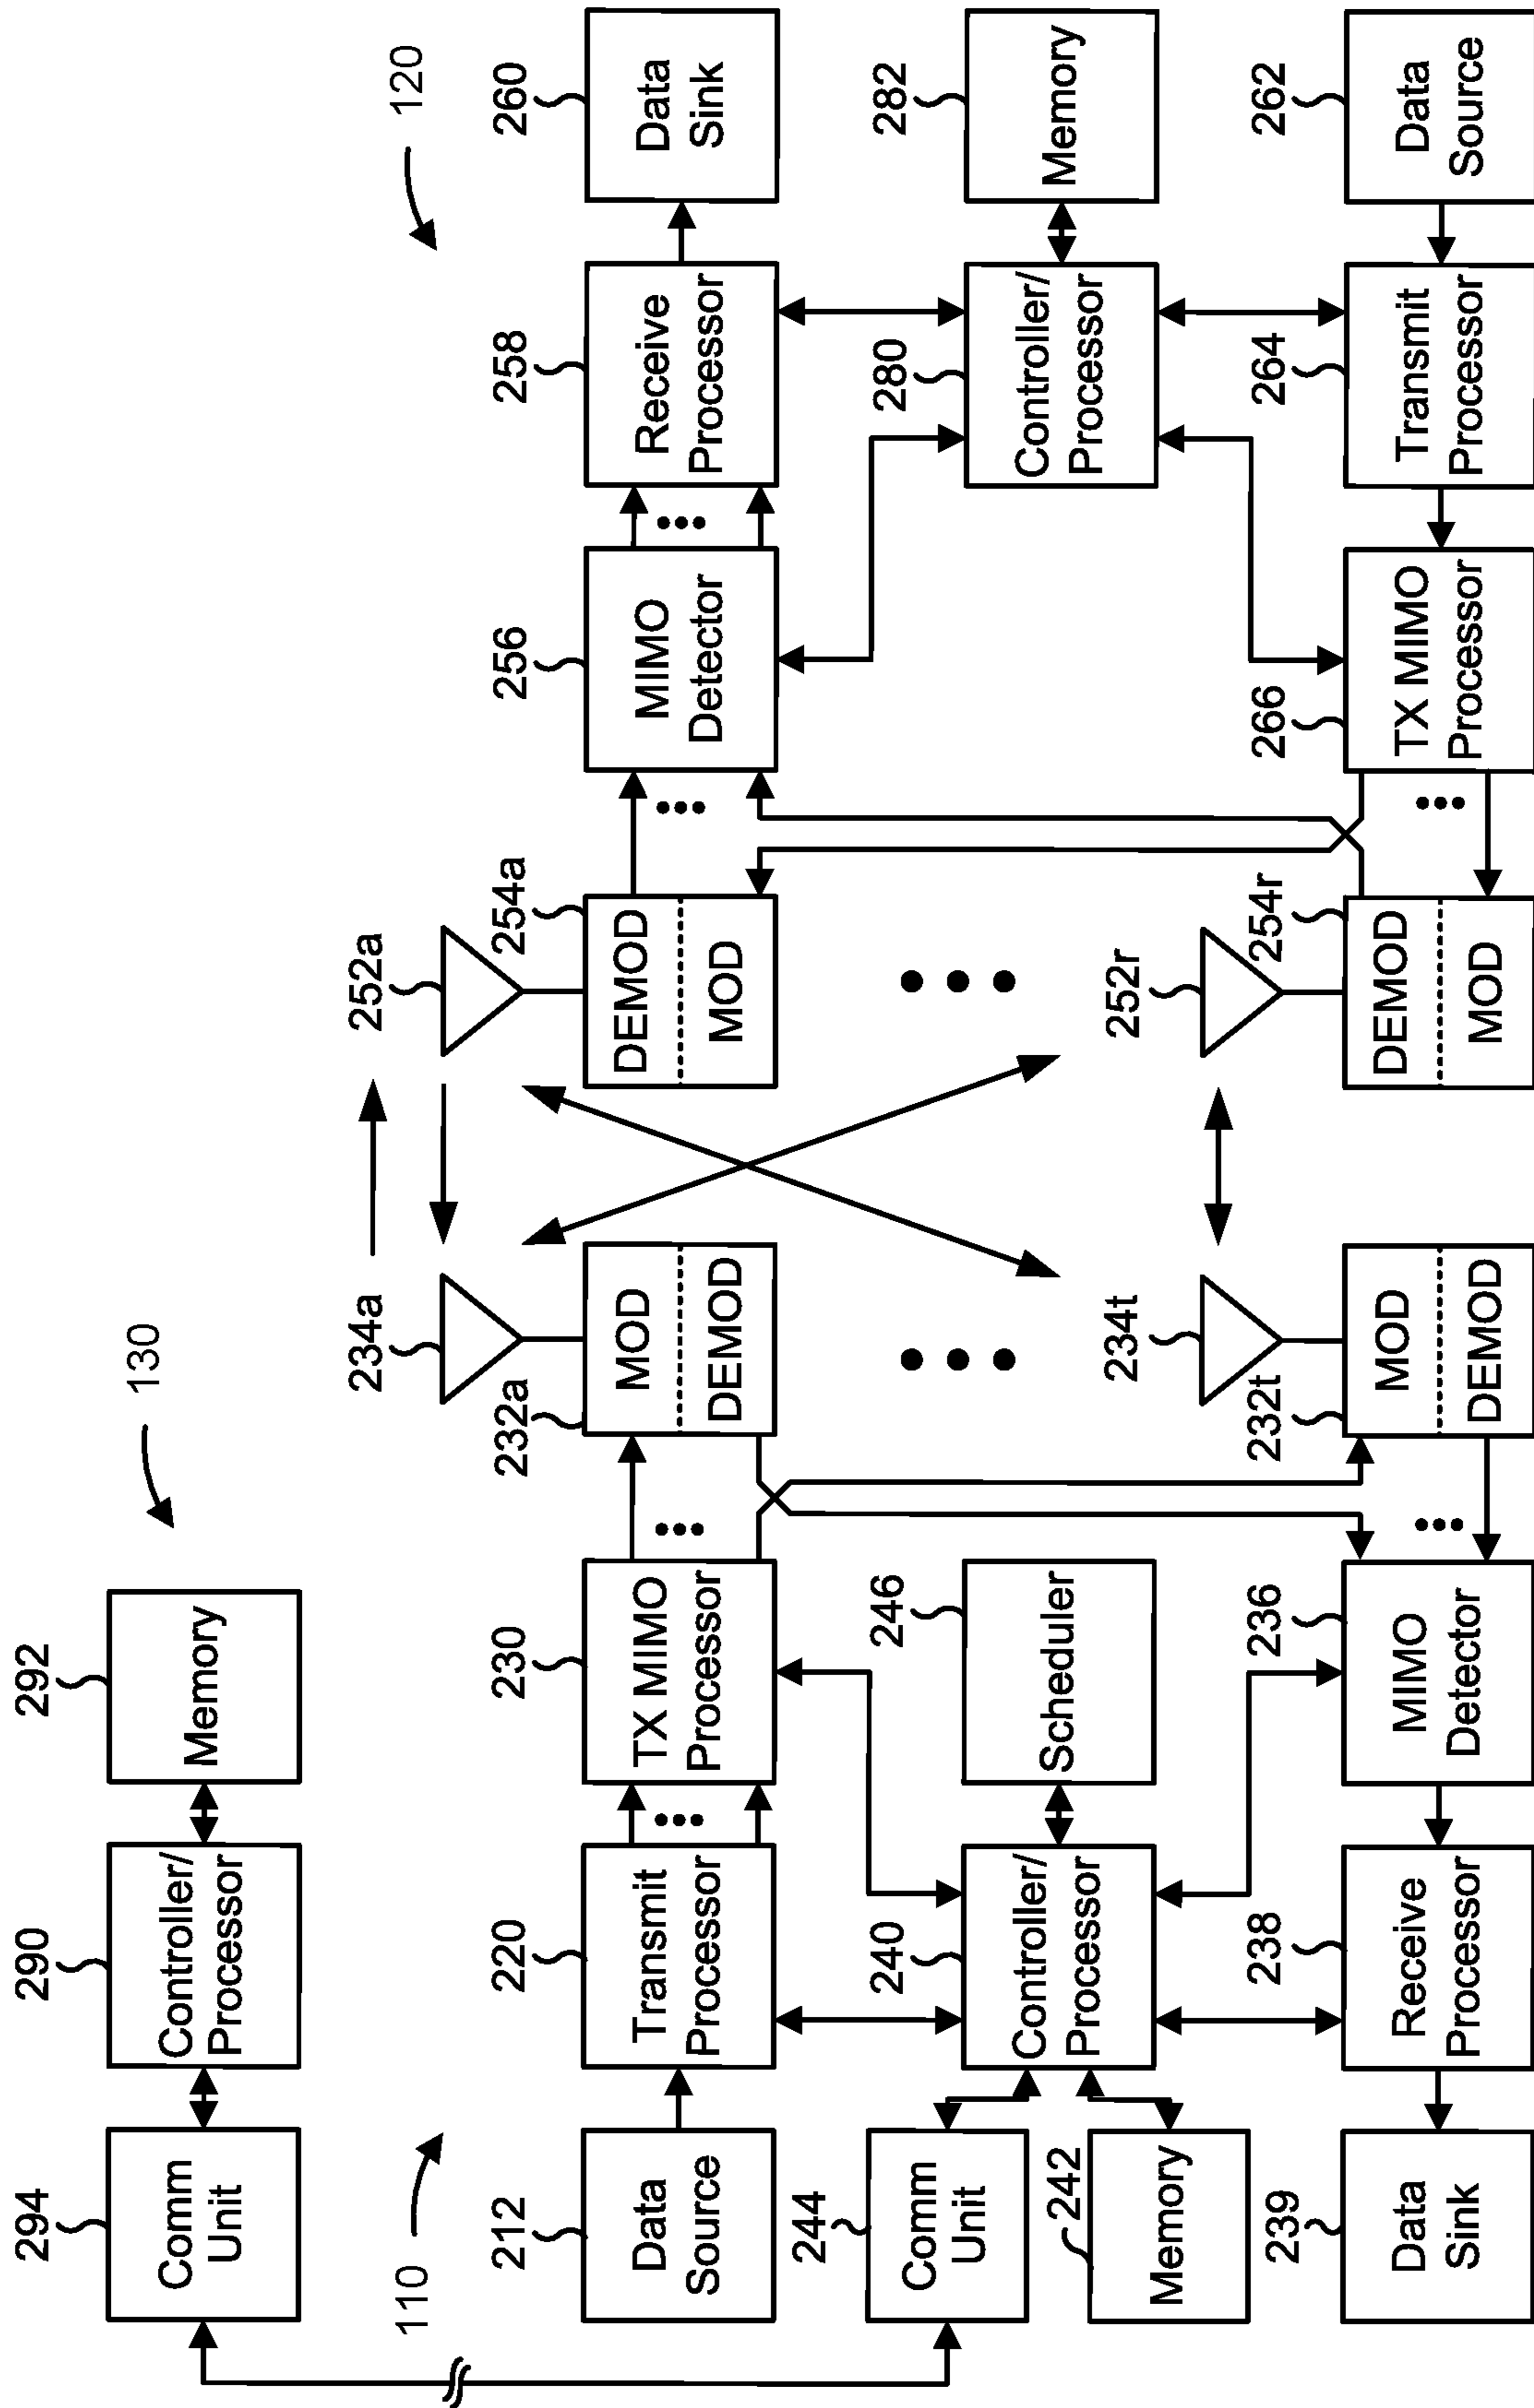 294
Comm
Unit
290
Controller/
Processor
292
Memory
130
110
120
212
Data
Source
220
Transmit
Processor
230
TX MIMO
Processor
232a
MOD
DEMOD
234a
252a
254a
DEMOD
MOD
256
MIMO
Detector
258
Receive
Processor
260
Data
Sink
244
Comm
Unit
242
Memory
240
Controller/
Processor
246
Scheduler
280
Controller/
Processor
282
Memory
239
Data
Sink
238
Receive
Processor
236
MIMO
Detector
232t
MOD
DEMOD
234t
252r
254r
DEMOD
MOD
266
TX MIMO
Processor
264
Transmit
Processor
262
Data
Source